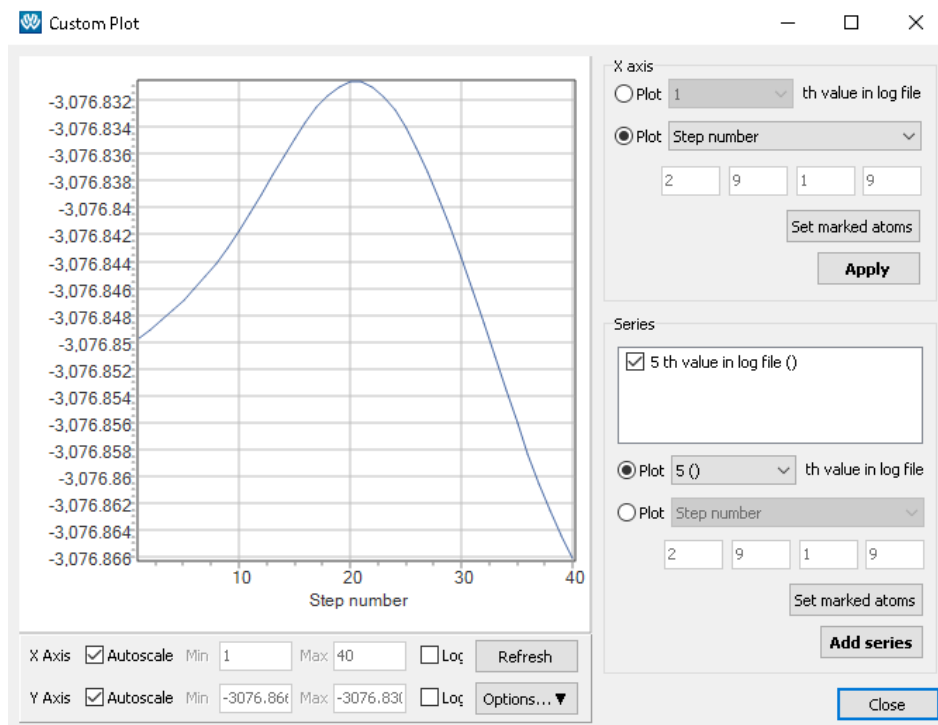 Custom Plot
-3,076.832
-3,076.834
-3,076.836
-3,076.838
-3,076.84
-3,076.842
-3,076.844
-3,076.846
-3,076.848
-3,076.85
-3,076.852
-3,076.854
-3,076.856
-3,076.858
-3,076.86
-3,076.862
-3,076.864
-3,076.866
10 20 30 40
Step number
X Axis Autoscale Min 1 Max 40 Log Refresh
Y Axis Autoscale Min -3076.866 Max -3076.830 Log Options... ▼
X axis
Plot 1 th value in log file
Plot Step number
2 9 1 9
Set marked atoms
Apply
Series
5 th value in log file ()
Plot 5 () th value in log file
Plot Step number
2 9 1 9
Set marked atoms
Add series
Close